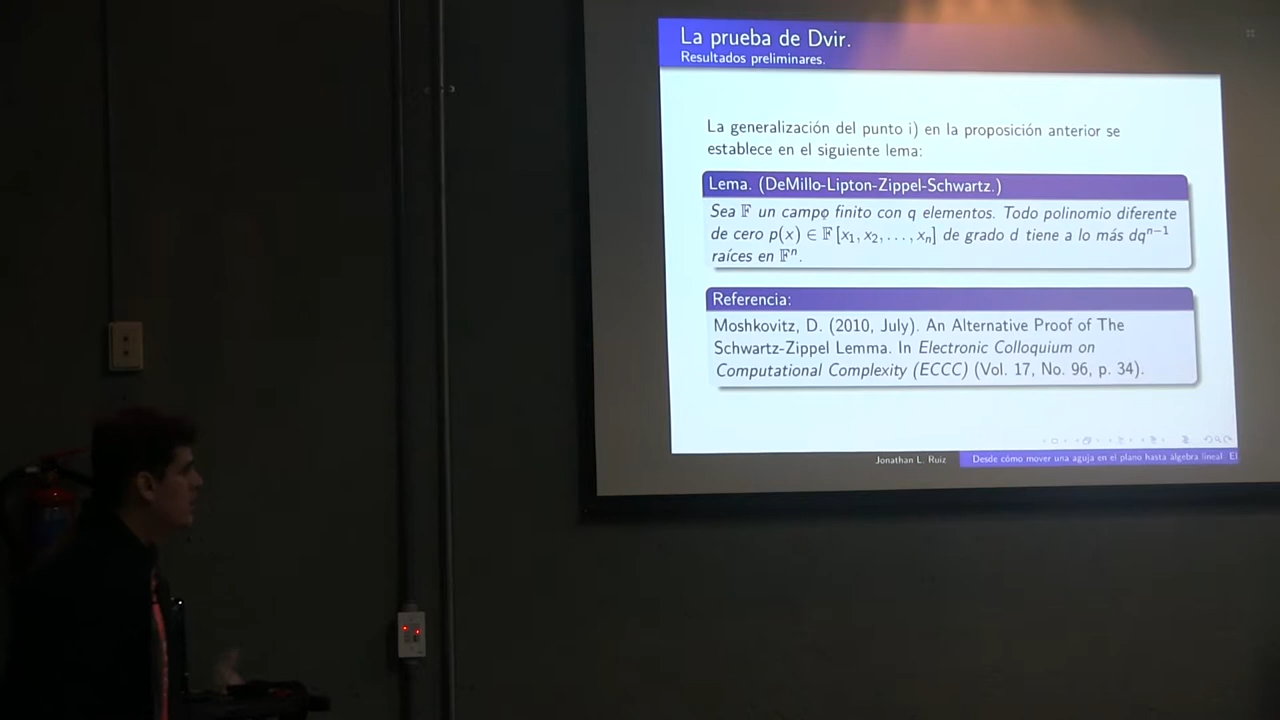 La prueba de Dvir.
Resultados preliminares.
La generalización del punto i) en la proposición anterior se
establece en el siguiente lema:
Lema. (DeMillo-Lipton-Zippel-Schwartz.)
Sea 𝔽 un campo finito con q elementos. Todo polinomio diferente
de cero p(x) ∈ 𝔽 [x₁, x₂, . . . , xₙ] de grado d tiene a lo más dqⁿ⁻¹
raíces en 𝔽ⁿ.
Referencia:
Moshkovitz, D. (2010, July). An Alternative Proof of The
Schwartz-Zippel Lemma. In Electronic Colloquium on
Computational Complexity (ECCC) (Vol. 17, No. 96, p. 34).
Jonathan L. Ruiz Desde cómo mover una aguja en el plano hasta álgebra lineal. El